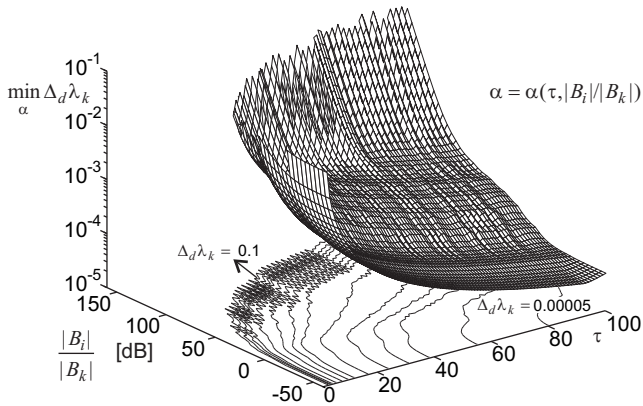 10⁻¹
10⁻²
10⁻³
10⁻⁴
10⁻⁵
min Δ_d λ_k
α
α = α(τ,|B_i|/|B_k|)
Δ_d λ_k = 0.1
Δ_d λ_k = 0.00005
150
100
50
0
-50
|B_i|
|B_k|
[dB]
0
20
40
60
80
100
τ